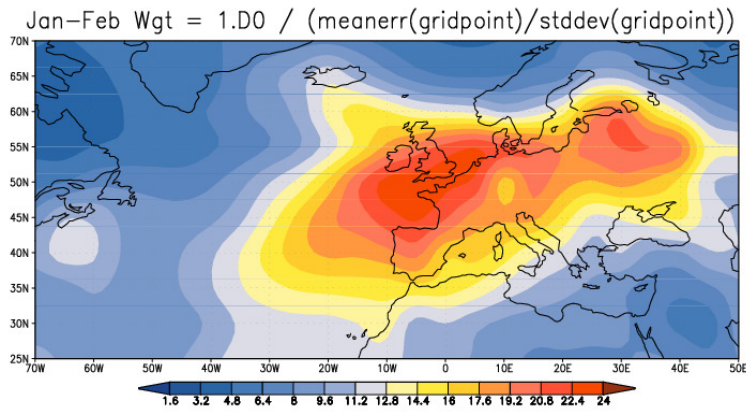 Jan-Feb Wgt = 1.D0 / (meanerr(gridpoint)/stddev(gridpoint))
70N
65N
60N
55N
50N
45N
40N
35N
30N
25N
70W 60W 50W 40W 30W 20W 10W 0 10E 20E 30E 40E 50E
1.6 3.2 4.8 6.4 8 9.6 11.2 12.8 14.4 16 17.6 19.2 20.8 22.4 24